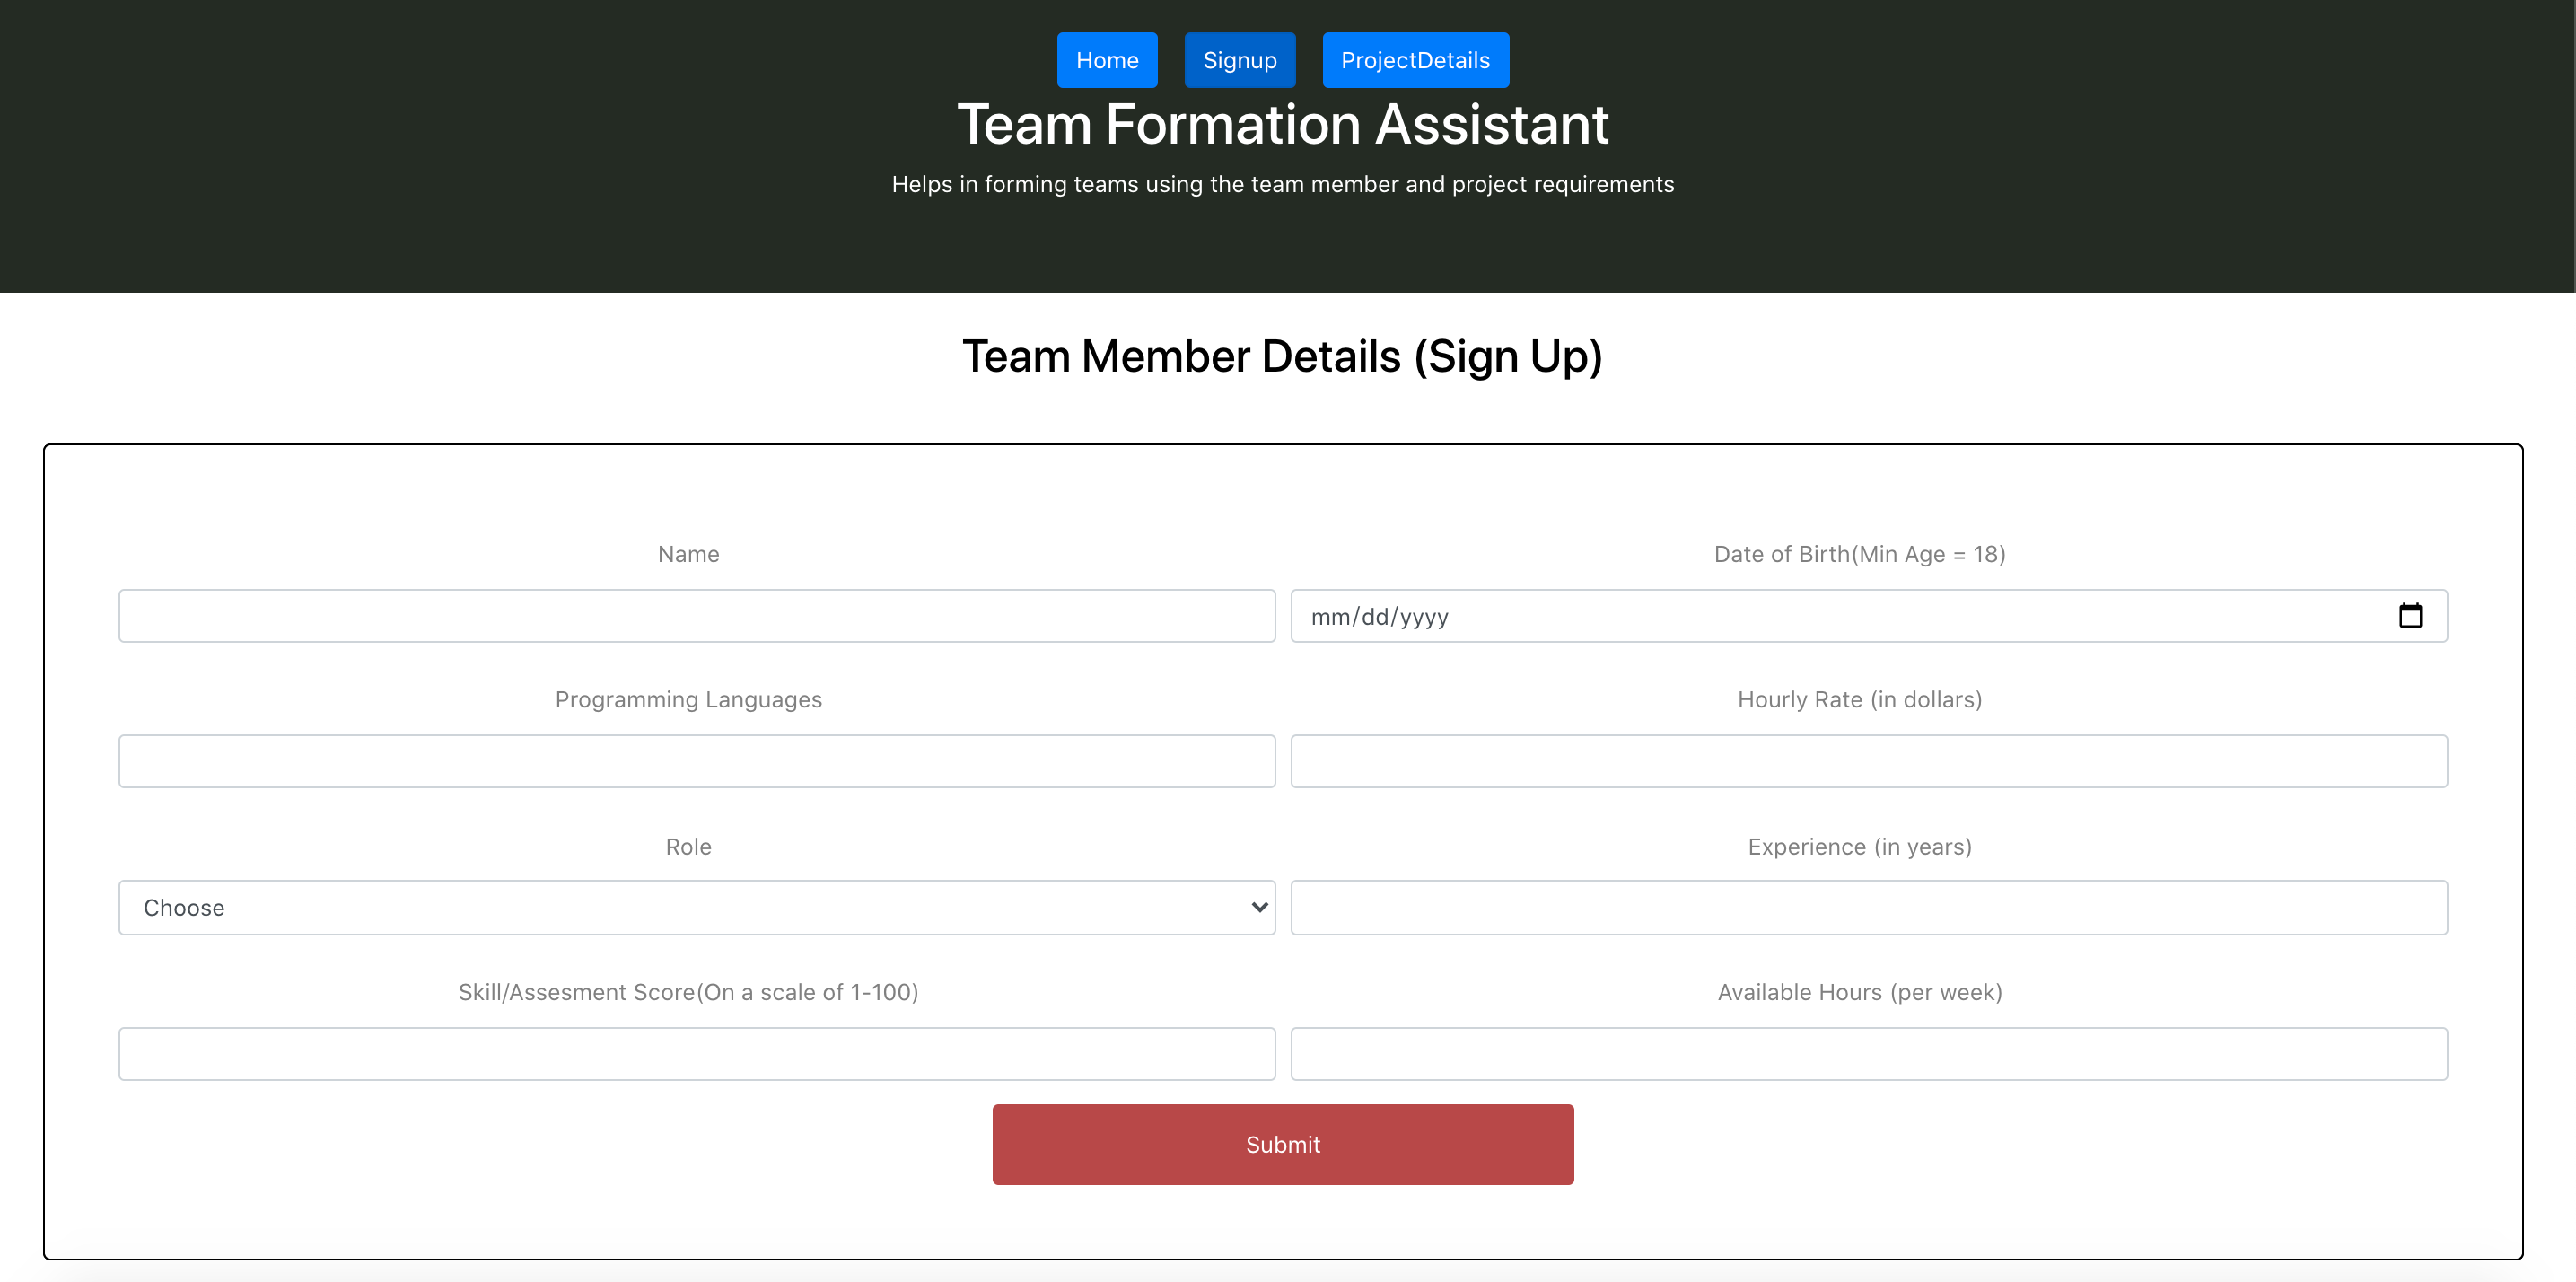 Home Signup ProjectDetails
Team Formation Assistant
Helps in forming teams using the team member and project requirements
Team Member Details (Sign Up)
Name Date of Birth(Min Age = 18)
mm/dd/yyyy
Programming Languages Hourly Rate (in dollars)
Role Experience (in years)
Choose
Skill/Assesment Score(On a scale of 1-100) Available Hours (per week)
Submit